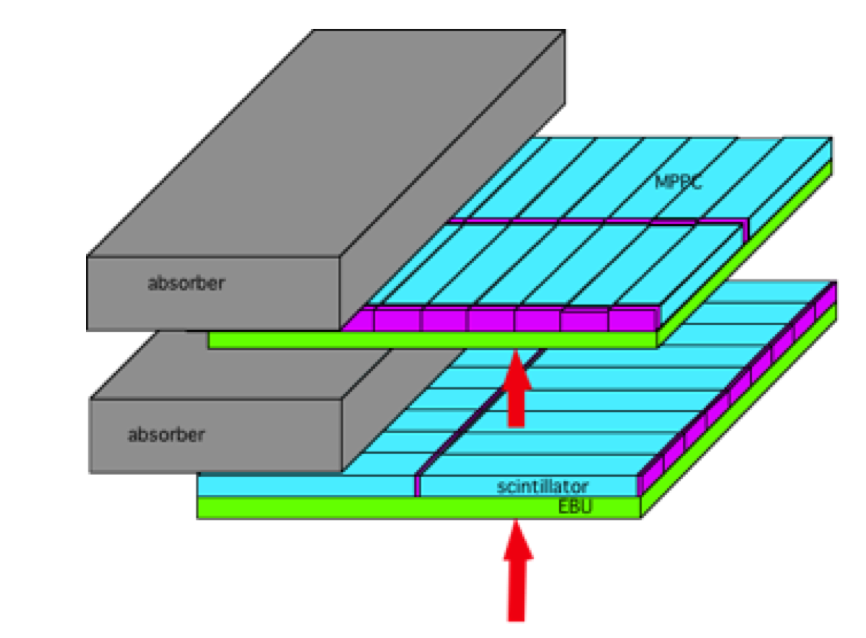 MPPC
absorber
absorber
scintillator
EBU